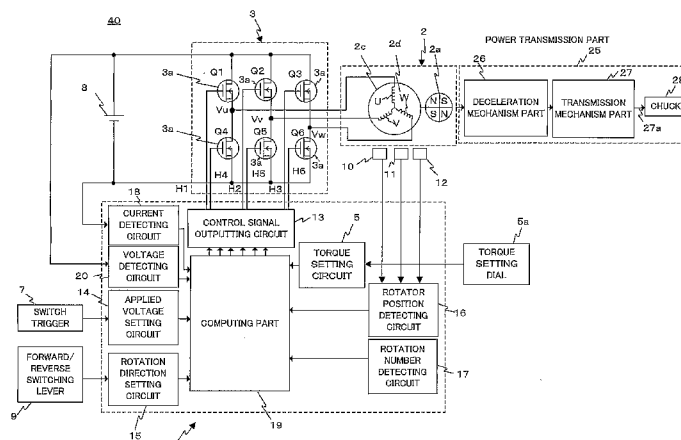 40
3
2
POWER TRANSMISSION PART
25
2c 2d 2a
26
27
28
3a Q1 3a Q2 Q3 3a
8
U W V
N S
S N
DECELERATION
MECHANISM PART
TRANSMISSION
MECHANISM PART
CHUCK
27a
Vu Vv Vw
3a Q4 Q5 Q6
3a 3a
H4 H5 H6
H1 H2 H3
10 11 12
18
CURRENT
DETECTING
CIRCUIT
CONTROL SIGNAL
OUTPUTTING CIRCUIT
13
5
5a
VOLTAGE
DETECTING
CIRCUIT
20
TORQUE
SETTING
CIRCUIT
TORQUE
SETTING
DIAL
7
SWITCH
TRIGGER
14
APPLIED
VOLTAGE
SETTING
CIRCUIT
COMPUTING PART
ROTATOR
POSITION
DETECTING
CIRCUIT
16
FORWARD/
REVERSE
SWITCHING
LEVER
9
ROTATION
DIRECTION
SETTING
CIRCUIT
15
19
ROTATION
NUMBER
DETECTING
CIRCUIT
17